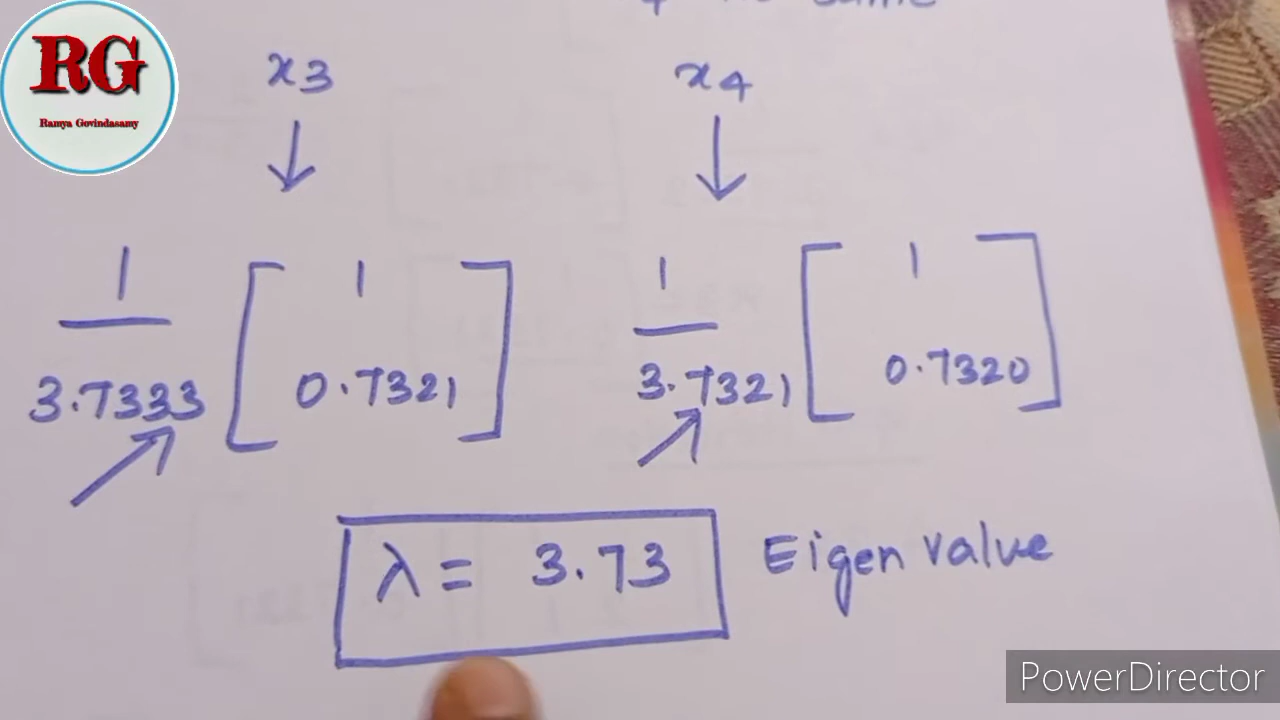 RG
Ramya Govindasamy
x3 x4
↓ ↓
1 [ 1 ] 1 [ 1 ]
3.7333 [ 0.7321 ] 3.7321 [ 0.7320 ]
λ = 3.73 Eigen value
PowerDirector